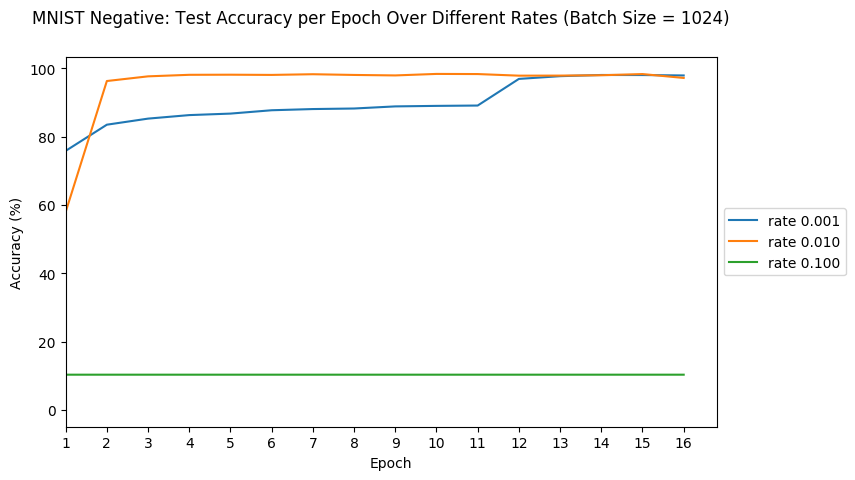 MNIST Negative: Test Accuracy per Epoch Over Different Rates (Batch Size = 1024)
100
80
60
40
20
0
Accuracy (%)
1 2 3 4 5 6 7 8 9 10 11 12 13 14 15 16
Epoch
rate 0.001
rate 0.010
rate 0.100